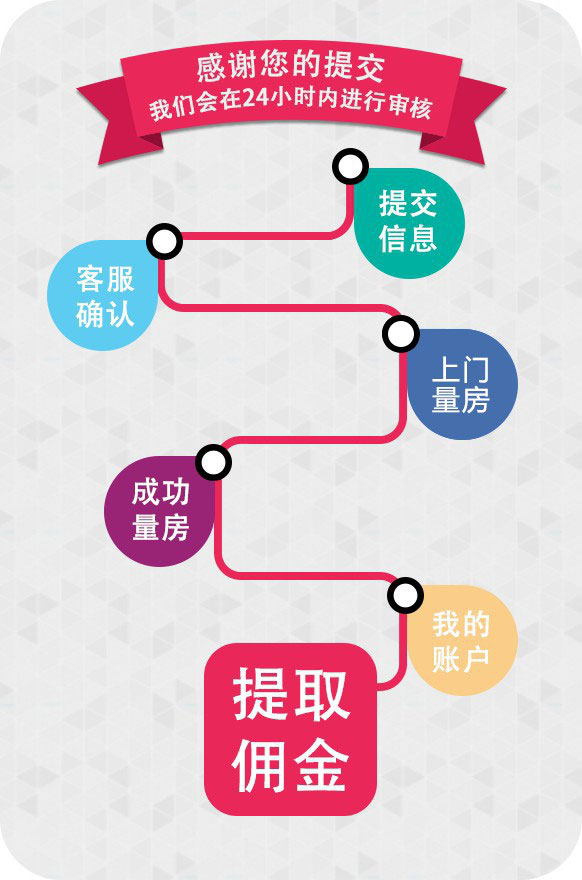 感谢您的提交
我们会在24小时内进行审核
提交
信息
客服
确认
上门
量房
成功
量房
我的
账户
提取
佣金